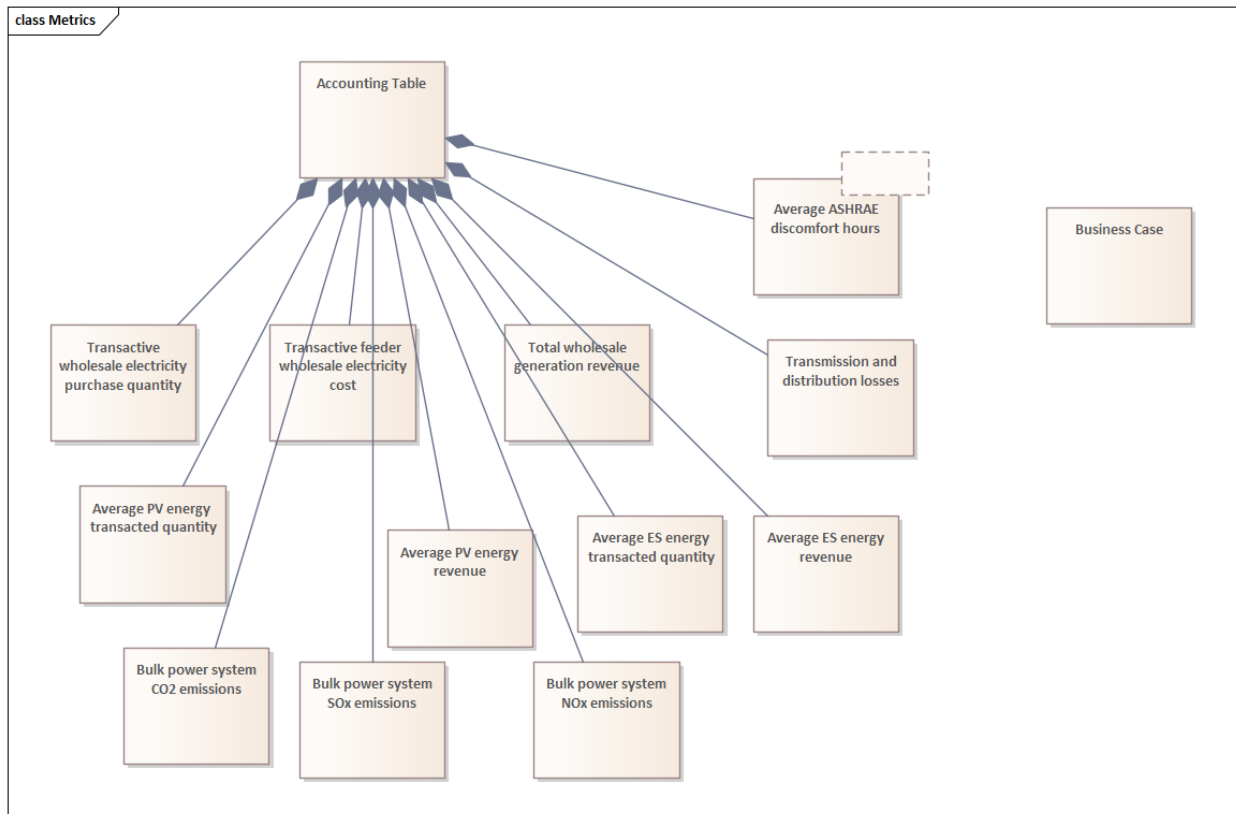 class Metrics
Accounting Table
Average ASHRAE
discomfort hours
Business Case
Transactive
wholesale electricity
purchase quantity
Transactive feeder
wholesale electricity
cost
Total wholesale
generation revenue
Transmission and
distribution losses
Average PV energy
transacted quantity
Average PV energy
revenue
Average ES energy
transacted quantity
Average ES energy
revenue
Bulk power system
CO2 emissions
Bulk power system
SOx emissions
Bulk power system
NOx emissions